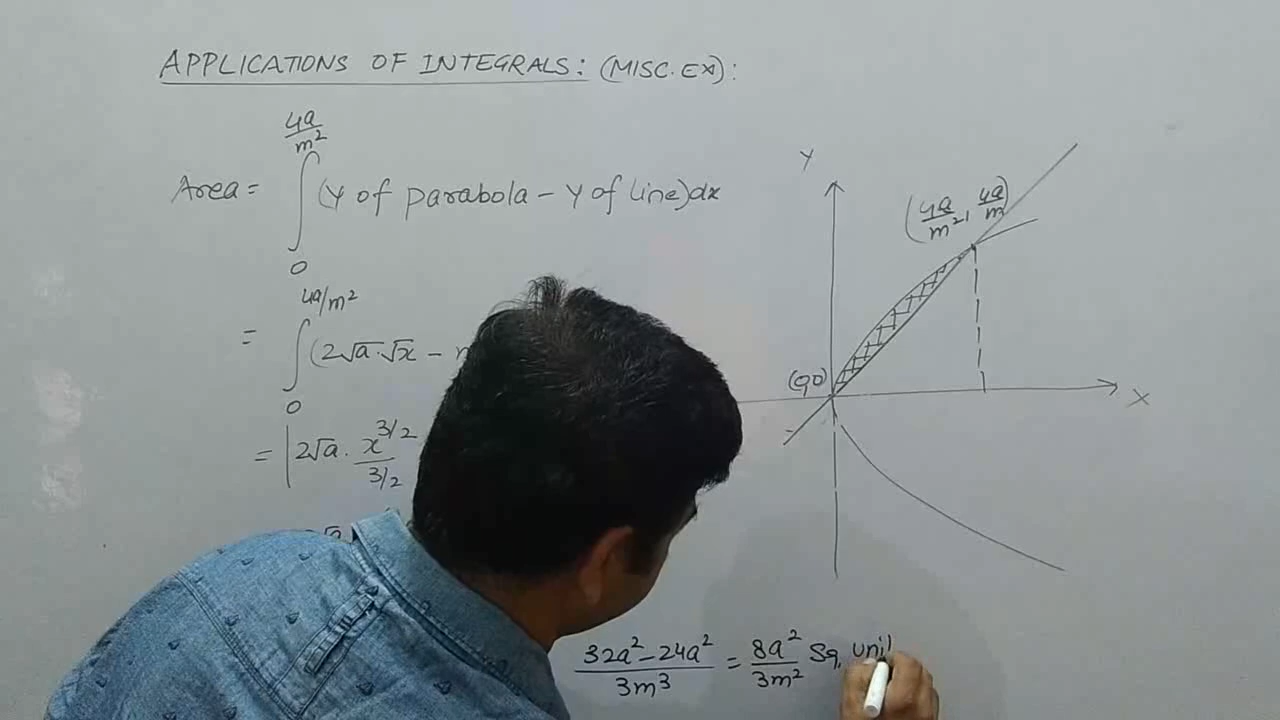 APPLICATIONS OF INTEGRALS: (MISC. EX):
Area = ∫₀^(4a/m²) (Y of parabola – Y of line) dx
= ∫₀^(4a/m²) (2√a·√x –
= | 2√a · x^(3/2) / (3/2)
(32a² – 24a²) / 3m³ = 8a² / 3m² Sq. unit
Y
(4a/m², 4a/m)
(0,0)
X